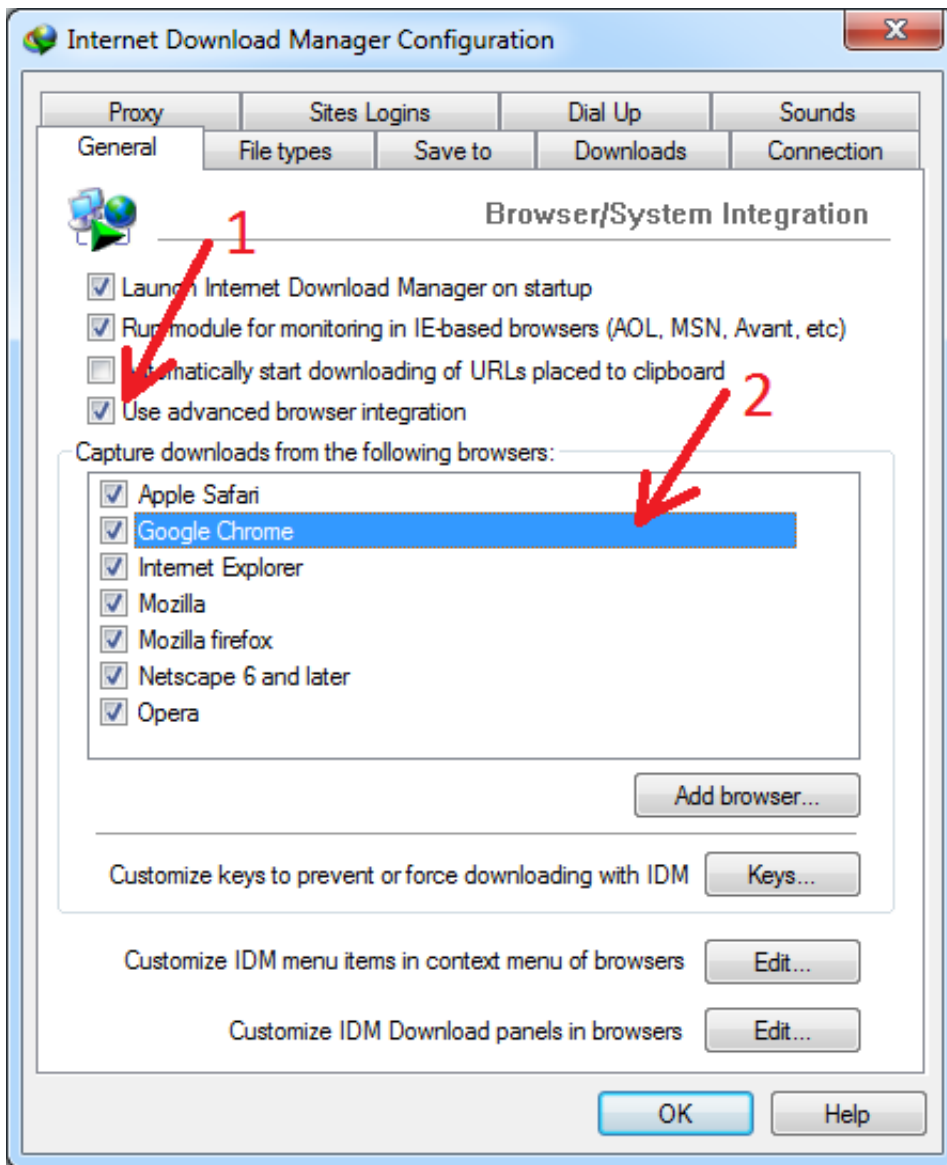 Internet Download Manager Configuration
Proxy Sites Logins Dial Up Sounds
General File types Save to Downloads Connection
Browser/System Integration
1
Launch Internet Download Manager on startup
Run module for monitoring in IE-based browsers (AOL, MSN, Avant, etc)
Automatically start downloading of URLs placed to clipboard
2
Use advanced browser integration
Capture downloads from the following browsers:
Apple Safari
Google Chrome
Internet Explorer
Mozilla
Mozilla firefox
Netscape 6 and later
Opera
Add browser...
Customize keys to prevent or force downloading with IDM Keys...
Customize IDM menu items in context menu of browsers Edit...
Customize IDM Download panels in browsers Edit...
OK Help